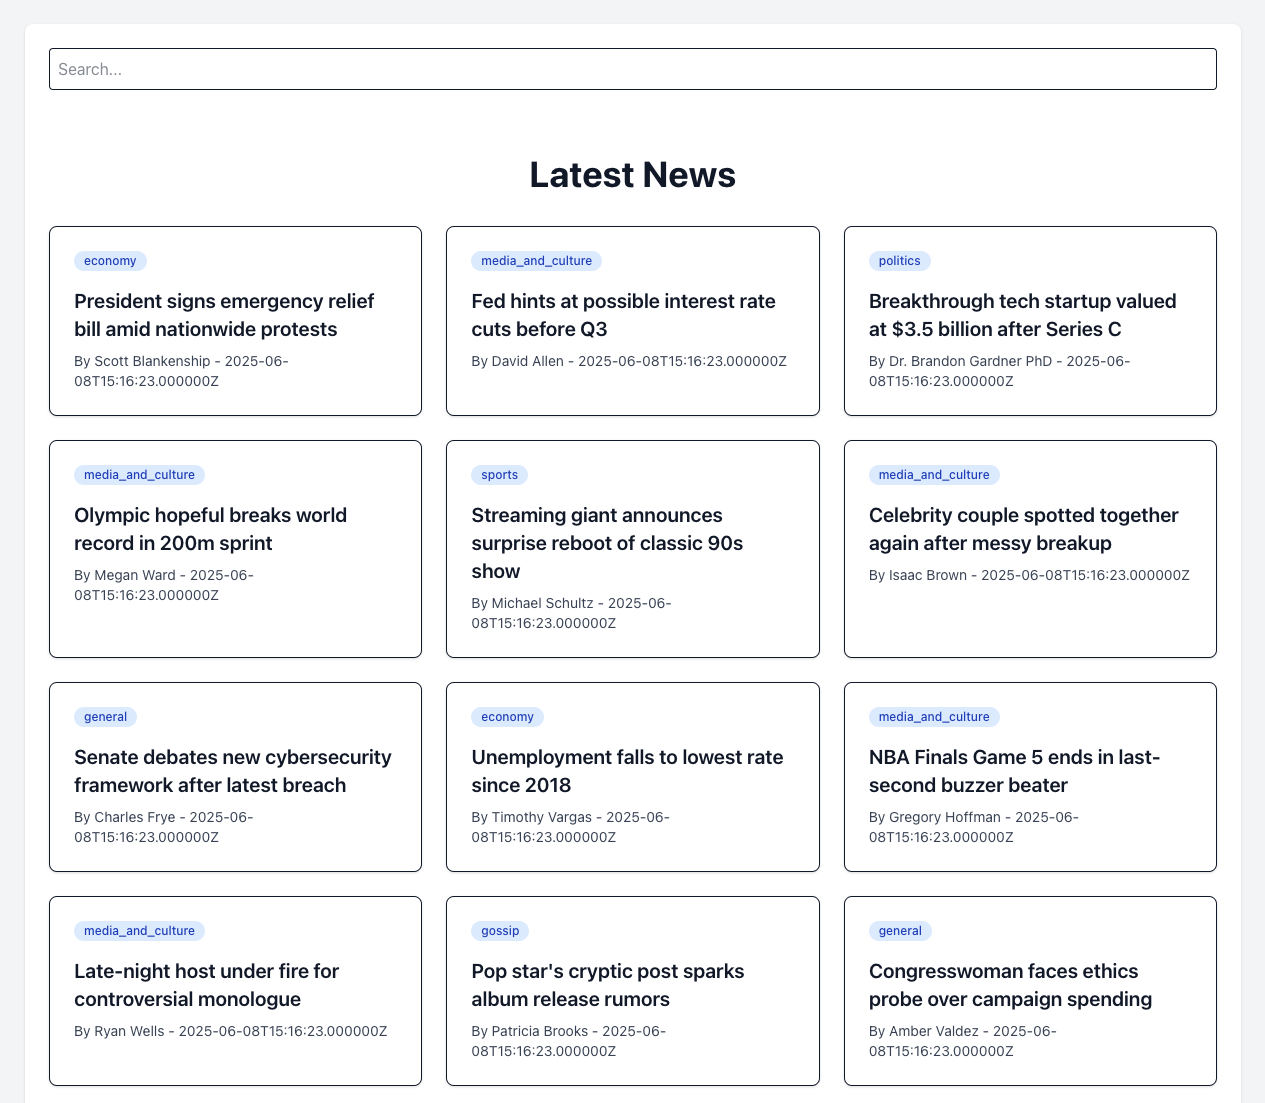 Search...
Latest News
economy
President signs emergency relief
bill amid nationwide protests
By Scott Blankenship - 2025-06-
08T15:16:23.000000Z
media_and_culture
Fed hints at possible interest rate
cuts before Q3
By David Allen - 2025-06-08T15:16:23.000000Z
politics
Breakthrough tech startup valued
at $3.5 billion after Series C
By Dr. Brandon Gardner PhD - 2025-06-
08T15:16:23.000000Z
media_and_culture
Olympic hopeful breaks world
record in 200m sprint
By Megan Ward - 2025-06-
08T15:16:23.000000Z
sports
Streaming giant announces
surprise reboot of classic 90s
show
By Michael Schultz - 2025-06-
08T15:16:23.000000Z
media_and_culture
Celebrity couple spotted together
again after messy breakup
By Isaac Brown - 2025-06-08T15:16:23.000000Z
general
Senate debates new cybersecurity
framework after latest breach
By Charles Frye - 2025-06-
08T15:16:23.000000Z
economy
Unemployment falls to lowest rate
since 2018
By Timothy Vargas - 2025-06-
08T15:16:23.000000Z
media_and_culture
NBA Finals Game 5 ends in last-
second buzzer beater
By Gregory Hoffman - 2025-06-
08T15:16:23.000000Z
media_and_culture
Late-night host under fire for
controversial monologue
By Ryan Wells - 2025-06-08T15:16:23.000000Z
gossip
Pop star's cryptic post sparks
album release rumors
By Patricia Brooks - 2025-06-
08T15:16:23.000000Z
general
Congresswoman faces ethics
probe over campaign spending
By Amber Valdez - 2025-06-
08T15:16:23.000000Z